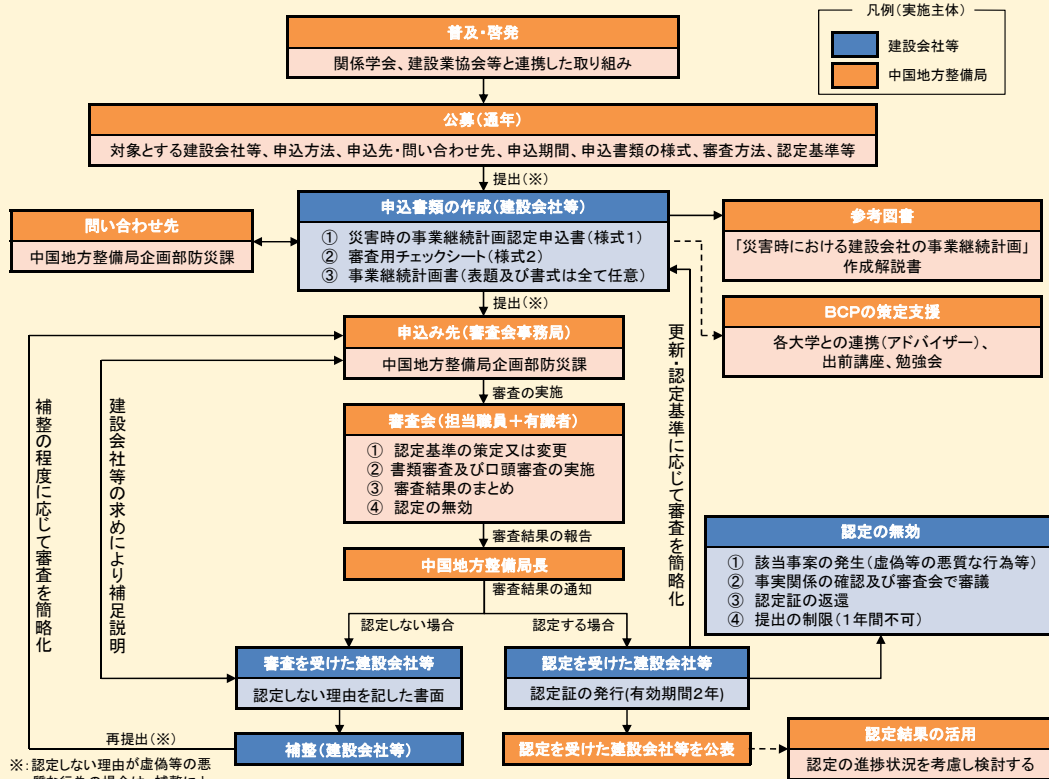 凡例(実施主体)
建設会社等
中国地方整備局
普及・啓発
関係学会、建設業協会等と連携した取り組み
公募(通年)
対象とする建設会社等、申込方法、申込先・問い合わせ先、申込期間、申込書類の様式、審査方法、認定基準等
提出(※)
申込書類の作成(建設会社等)
① 災害時の事業継続計画認定申込書(様式1)
② 審査用チェックシート(様式2)
③ 事業継続計画書(表題及び書式は全て任意)
問い合わせ先
中国地方整備局企画部防災課
参考図書
「災害時における建設会社の事業継続計画」
作成解説書
BCPの策定支援
各大学との連携(アドバイザー)、
出前講座、勉強会
提出(※)
申込み先(審査会事務局)
中国地方整備局企画部防災課
審査の実施
審査会(担当職員+有識者)
① 認定基準の策定又は変更
② 書類審査及び口頭審査の実施
③ 審査結果のまとめ
④ 認定の無効
審査結果の報告
中国地方整備局長
審査結果の通知
補整の程度に応じて審査を簡略化
建設会社等の求めにより補足説明
更新・認定基準に応じて審査を簡略化
認定の無効
① 該当事案の発生(虚偽等の悪質な行為等)
② 事実関係の確認及び審査会で審議
③ 認定証の返還
④ 提出の制限(1年間不可)
認定しない場合
認定する場合
審査を受けた建設会社等
認定しない理由を記した書面
認定を受けた建設会社等
認定証の発行(有効期間2年)
再提出(※)
補整(建設会社等)
認定を受けた建設会社等を公表
認定結果の活用
認定の進捗状況を考慮し検討する
※:認定しない理由が虚偽等の悪